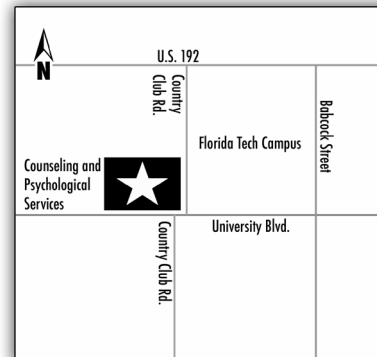 N
U.S. 192
Country
Club Rd.
Babcock Street
Florida Tech Campus
Counseling and
Psychological
Services
University Blvd.
Country Club Rd.